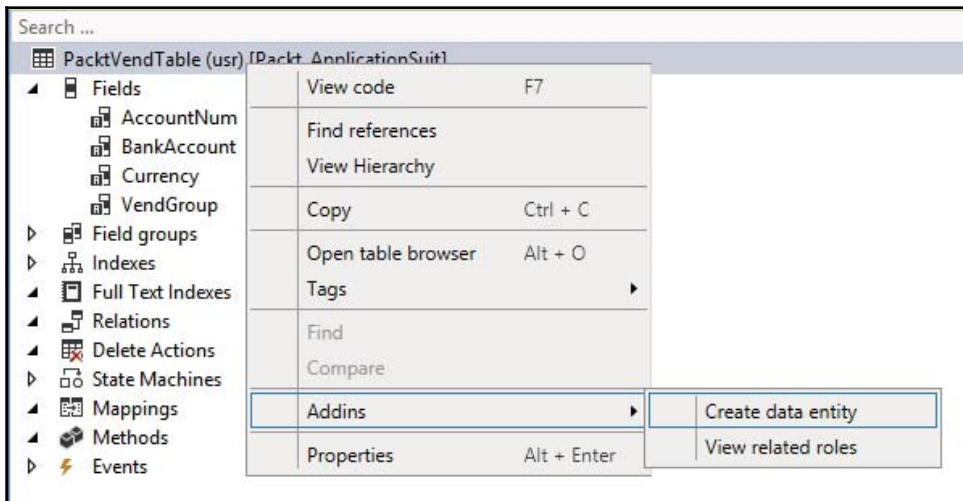 Search ...
PacktVendTable (usr) [Packt_ApplicationSuit]
Fields
AccountNum
BankAccount
Currency
VendGroup
Field groups
Indexes
Full Text Indexes
Relations
Delete Actions
State Machines
Mappings
Methods
Events
View code F7
Find references
View Hierarchy
Copy Ctrl + C
Open table browser Alt + O
Tags
Find
Compare
Addins
Properties Alt + Enter
Create data entity
View related roles